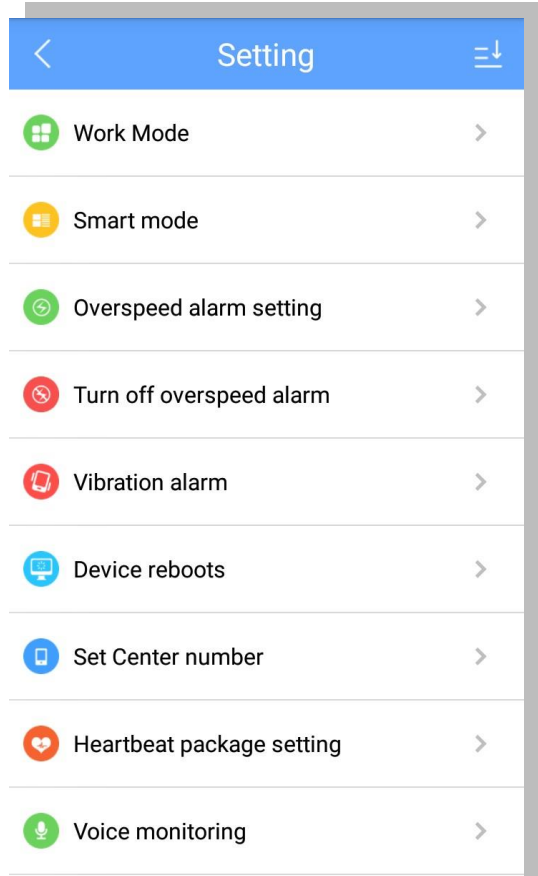 Setting
Work Mode
Smart mode
Overspeed alarm setting
Turn off overspeed alarm
Vibration alarm
Device reboots
Set Center number
Heartbeat package setting
Voice monitoring